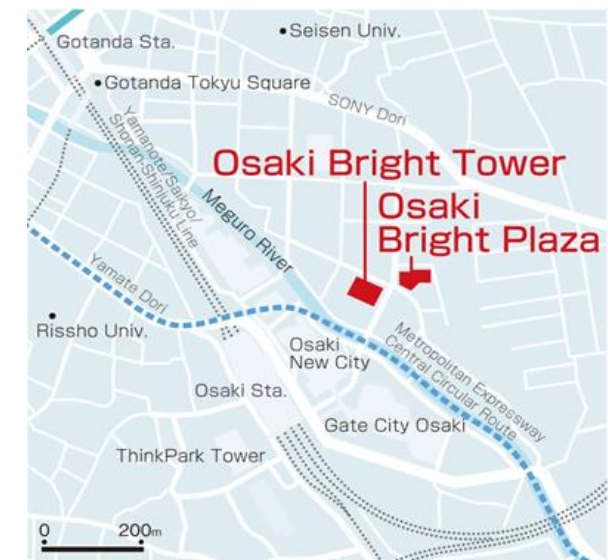 Seisen Univ.
Gotanda Sta.
Gotanda Tokyu Square
SONY Dori
Yamanote/Saikyo/
Shonan-Shinjuku Line
Osaki Bright Tower
Osaki
Bright Plaza
Meguro River
Yamate Dori
Rissho Univ.
Osaki
New City
Metropolitan Expressway
Central Circular Route
Osaki Sta.
Gate City Osaki
ThinkPark Tower
0 200m